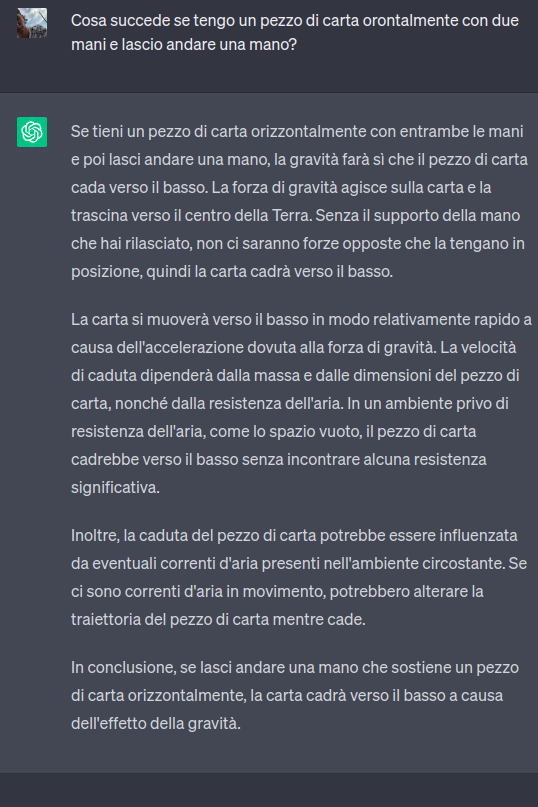 Cosa succede se tengo un pezzo di carta orontalmente con due
mani e lascio andare una mano?
Se tieni un pezzo di carta orizzontalmente con entrambe le mani
e poi lasci andare una mano, la gravità farà sì che il pezzo di carta
cada verso il basso. La forza di gravità agisce sulla carta e la
trascina verso il centro della Terra. Senza il supporto della mano
che hai rilasciato, non ci saranno forze opposte che la tengano in
posizione, quindi la carta cadrà verso il basso.
La carta si muoverà verso il basso in modo relativamente rapido a
causa dell'accelerazione dovuta alla forza di gravità. La velocità
di caduta dipenderà dalla massa e dalle dimensioni del pezzo di
carta, nonché dalla resistenza dell'aria. In un ambiente privo di
resistenza dell'aria, come lo spazio vuoto, il pezzo di carta
cadrebbe verso il basso senza incontrare alcuna resistenza
significativa.
Inoltre, la caduta del pezzo di carta potrebbe essere influenzata
da eventuali correnti d'aria presenti nell'ambiente circostante. Se
ci sono correnti d'aria in movimento, potrebbero alterare la
traiettoria del pezzo di carta mentre cade.
In conclusione, se lasci andare una mano che sostiene un pezzo
di carta orizzontalmente, la carta cadrà verso il basso a causa
dell'effetto della gravità.